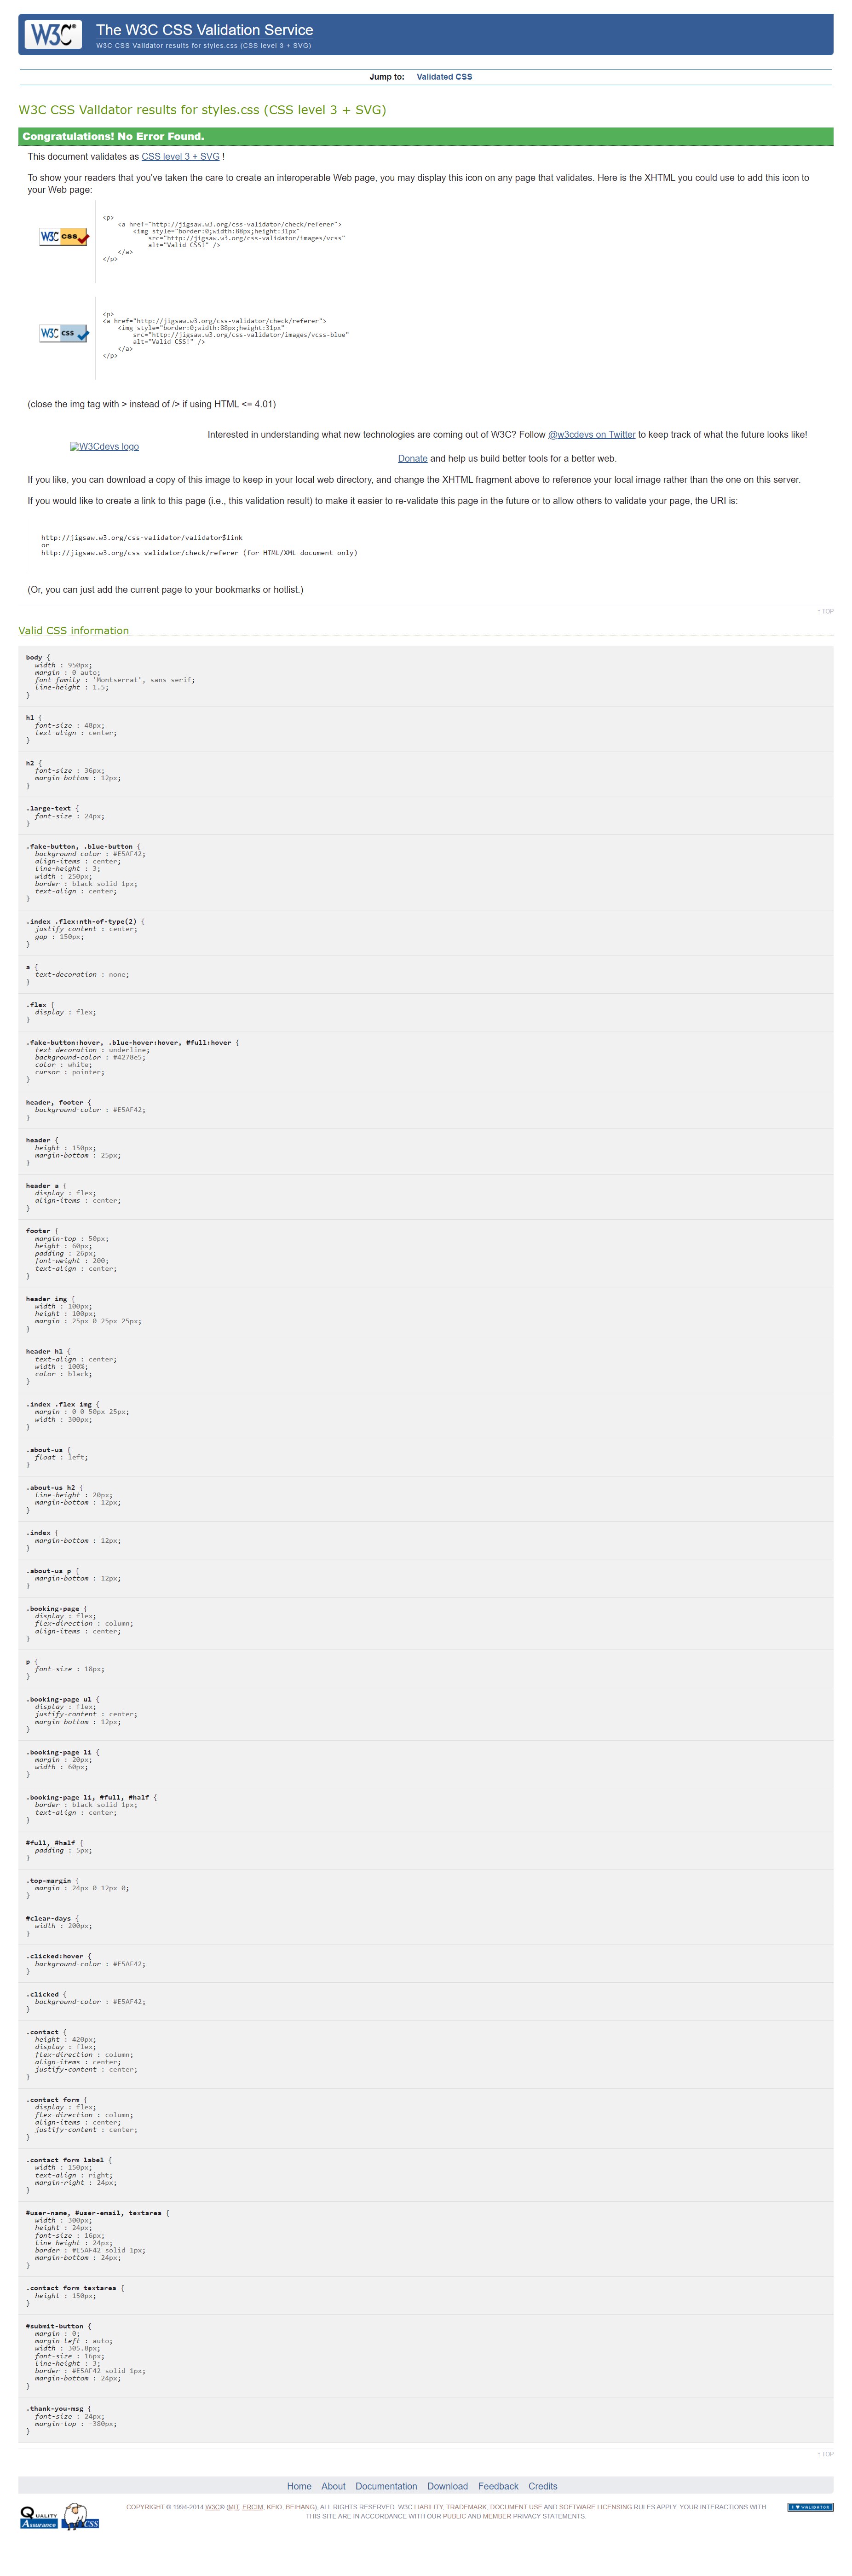 W3C®
The W3C CSS Validation Service
W3C CSS Validator results for styles.css (CSS level 3 + SVG)
Jump to: Validated CSS
W3C CSS Validator results for styles.css (CSS level 3 + SVG)
Congratulations! No Error Found.
This document validates as CSS level 3 + SVG !
To show your readers that you've taken the care to create an interoperable Web page, you may display this icon on any page that validates. Here is the XHTML you could use to add this icon to
your Web page:
W3C css
<p>
<a href="http://jigsaw.w3.org/css-validator/check/referer">
<img style="border:0;width:88px;height:31px"
src="http://jigsaw.w3.org/css-validator/images/vcss"
alt="Valid CSS!" />
</a>
</p>
W3C css
<p>
<a href="http://jigsaw.w3.org/css-validator/check/referer">
<img style="border:0;width:88px;height:31px"
src="http://jigsaw.w3.org/css-validator/images/vcss-blue"
alt="Valid CSS!" />
</a>
</p>
(close the img tag with > instead of /> if using HTML <= 4.01)
W3Cdevs logo
Interested in understanding what new technologies are coming out of W3C? Follow @w3cdevs on Twitter to keep track of what the future looks like!
Donate and help us build better tools for a better web.
If you like, you can download a copy of this image to keep in your local web directory, and change the XHTML fragment above to reference your local image rather than the one on this server.
If you would like to create a link to this page (i.e., this validation result) to make it easier to re-validate this page in the future or to allow others to validate your page, the URI is:
http://jigsaw.w3.org/css-validator/validator$link
or
http://jigsaw.w3.org/css-validator/check/referer (for HTML/XML document only)
(Or, you can just add the current page to your bookmarks or hotlist.)
↑ TOP
Valid CSS information
body {
width : 950px;
margin : 0 auto;
font-family : 'Montserrat', sans-serif;
line-height : 1.5;
}
h1 {
font-size : 48px;
text-align : center;
}
h2 {
font-size : 36px;
margin-bottom : 12px;
}
.large-text {
font-size : 24px;
}
.fake-button, .blue-button {
background-color : #E5AF42;
align-items : center;
line-height : 3;
width : 250px;
border : black solid 1px;
text-align : center;
}
.index .flex:nth-of-type(2) {
justify-content : center;
gap : 150px;
}
a {
text-decoration : none;
}
.flex {
display : flex;
}
.fake-button:hover, .blue-hover:hover, #full:hover {
text-decoration : underline;
background-color : #4278e5;
color : white;
cursor : pointer;
}
header, footer {
background-color : #E5AF42;
}
header {
height : 150px;
margin-bottom : 25px;
}
header a {
display : flex;
align-items : center;
}
footer {
margin-top : 50px;
height : 60px;
padding : 26px;
font-weight : 200;
text-align : center;
}
header img {
width : 100px;
height : 100px;
margin : 25px 0 25px 25px;
}
header h1 {
text-align : center;
width : 100%;
color : black;
}
.index .flex img {
margin : 0 0 50px 25px;
width : 300px;
}
.about-us {
float : left;
}
.about-us h2 {
line-height : 20px;
margin-bottom : 12px;
}
.index {
margin-bottom : 12px;
}
.about-us p {
margin-bottom : 12px;
}
.booking-page {
display : flex;
flex-direction : column;
align-items : center;
}
p {
font-size : 18px;
}
.booking-page ul {
display : flex;
justify-content : center;
margin-bottom : 12px;
}
.booking-page li {
margin : 20px;
width : 60px;
}
.booking-page li, #full, #half {
border : black solid 1px;
text-align : center;
}
#full, #half {
padding : 5px;
}
.top-margin {
margin : 24px 0 12px 0;
}
#clear-days {
width : 200px;
}
.clicked:hover {
background-color : #E5AF42;
}
.clicked {
background-color : #E5AF42;
}
.contact {
height : 420px;
display : flex;
flex-direction : column;
align-items : center;
justify-content : center;
}
.contact form {
display : flex;
flex-direction : column;
align-items : center;
justify-content : center;
}
.contact form label {
width : 150px;
text-align : right;
margin-right : 24px;
}
#user-name, #user-email, textarea {
width : 300px;
height : 24px;
font-size : 16px;
line-height : 24px;
border : #E5AF42 solid 1px;
margin-bottom : 24px;
}
.contact form textarea {
height : 150px;
}
#submit-button {
margin : 0;
margin-left : auto;
width : 305.8px;
font-size : 16px;
line-height : 3;
border : #E5AF42 solid 1px;
margin-bottom : 24px;
}
.thank-you-msg {
font-size : 24px;
margin-top : -380px;
}
↑ TOP
Home About Documentation Download Feedback Credits
Quality Assurance
CSS
COPYRIGHT © 1994-2014 W3C® (MIT, ERCIM, KEIO, BEIHANG), ALL RIGHTS RESERVED. W3C LIABILITY, TRADEMARK, DOCUMENT USE AND SOFTWARE LICENSING RULES APPLY. YOUR INTERACTIONS WITH
THIS SITE ARE IN ACCORDANCE WITH OUR PUBLIC AND MEMBER PRIVACY STATEMENTS.
I ♥ VALIDATOR